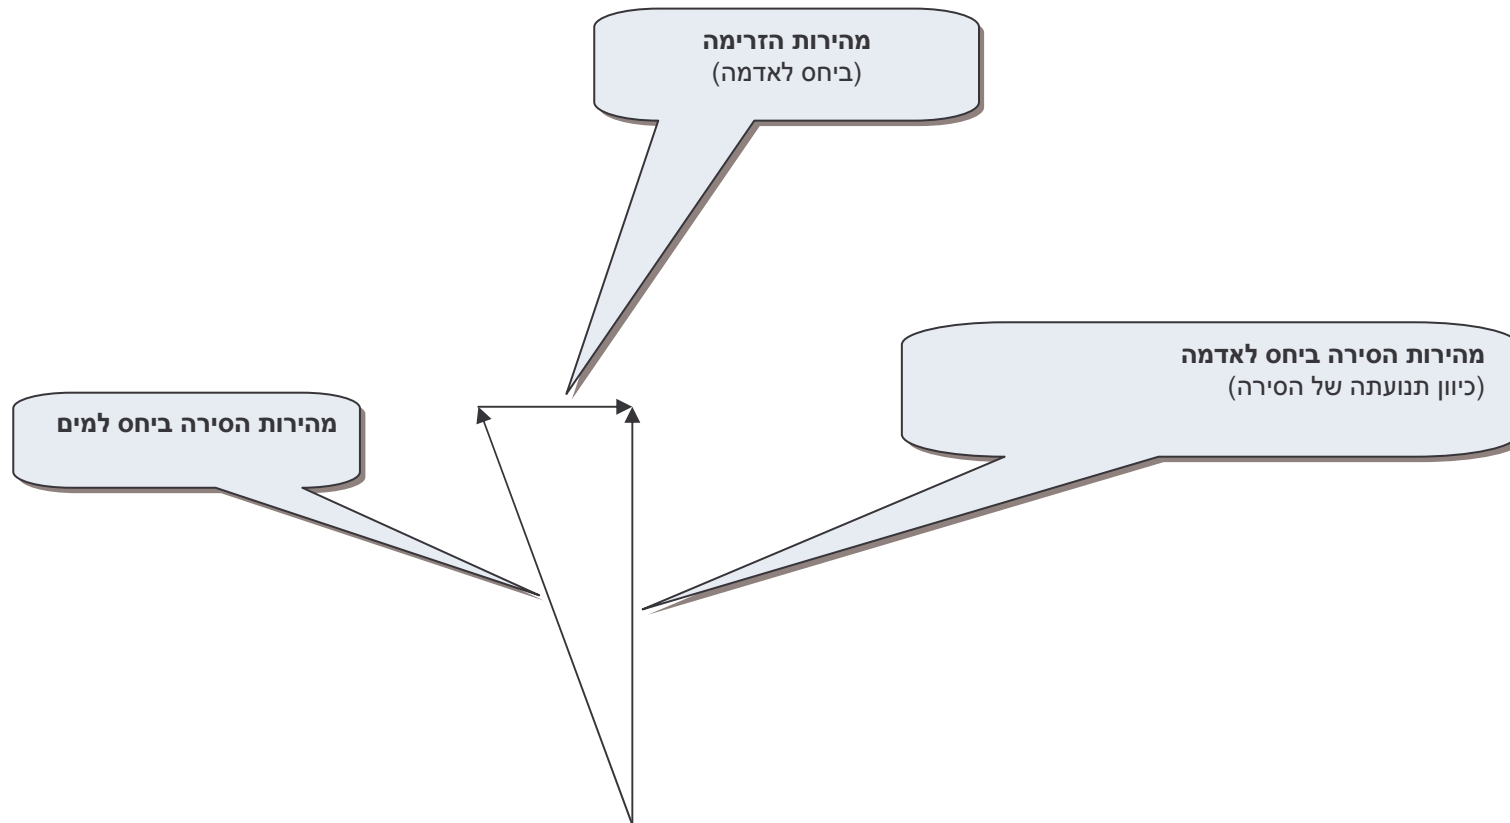 מהירות הזרימה
(ביחס לאדמה)
מהירות הסירה ביחס לאדמה
(כיוון תנועתה של הסירה)
מהירות הסירה ביחס למים